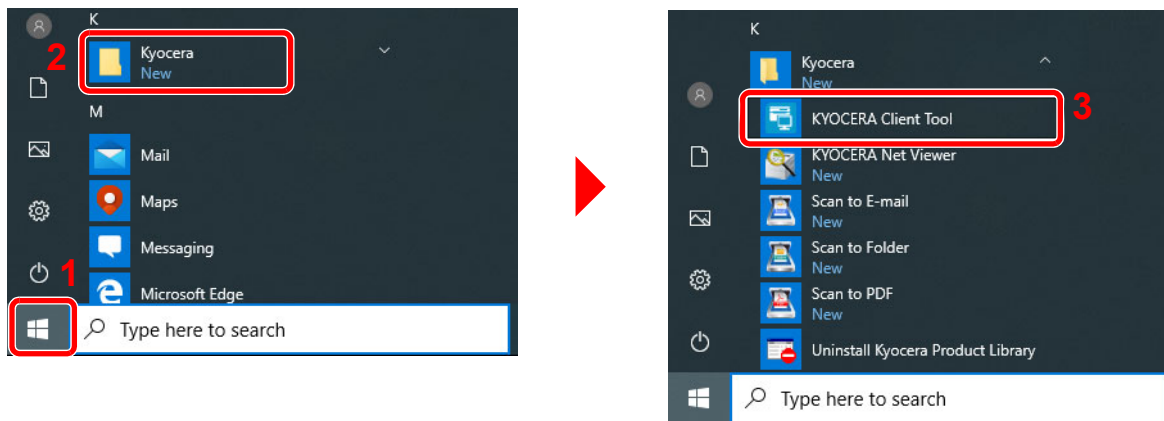 K
2
Kyocera
New
M
Mail
Maps
Messaging
1
Microsoft Edge
Type here to search
K
Kyocera
New
KYOCERA Client Tool
3
KYOCERA Net Viewer
New
Scan to E-mail
New
Scan to Folder
New
Scan to PDF
New
Uninstall Kyocera Product Library
Type here to search